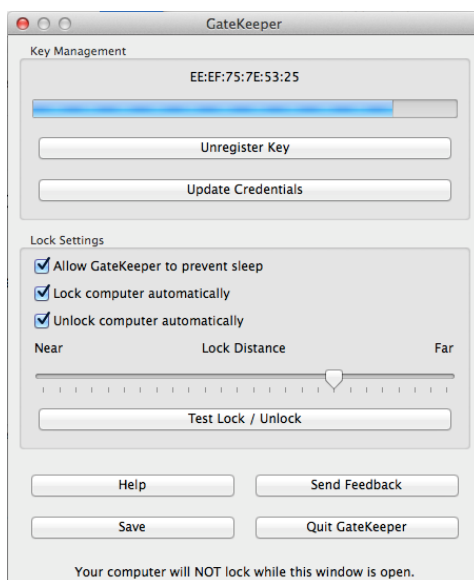 GateKeeper
Key Management
EE:EF:75:7E:53:25
Unregister Key
Update Credentials
Lock Settings
Allow GateKeeper to prevent sleep
Lock computer automatically
Unlock computer automatically
Near Lock Distance Far
Test Lock / Unlock
Help Send Feedback
Save Quit GateKeeper
Your computer will NOT lock while this window is open.